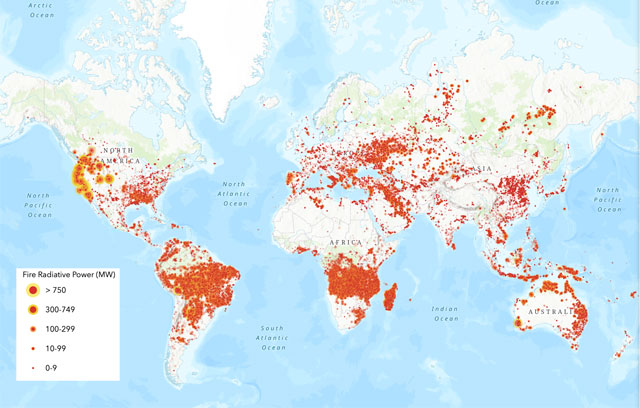 Arctic
Ocean
Ocean
NORTH
AMERICA
ASIA
North
Pacific
Ocean
North
Atlantic
Ocean
North
Pacific
Ocean
AFRICA
Indian
Ocean
AUSTRALI
South
Atlantic
Ocean
Fire Radiative Power (MW)
> 750
300-749
100-299
10-99
0-9